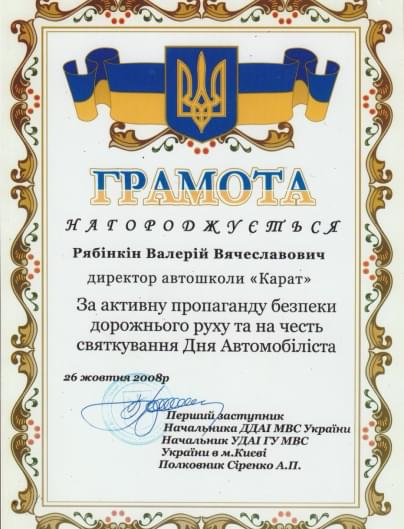 ГРАМОТА
НАГОРОДЖУЄТЬСЯ
Рябінкін Валерій Вячеславович
директор автошколи «Карат»
За активну пропаганду безпеки
дорожнього руху та на честь
святкування Дня Автомобіліста
26 жовтня 2008р
Перший заступник
Начальника ДДАІ МВС України
Начальник УДАІ ГУ МВС
України в м.Києві
Полковник Сіренко А.П.